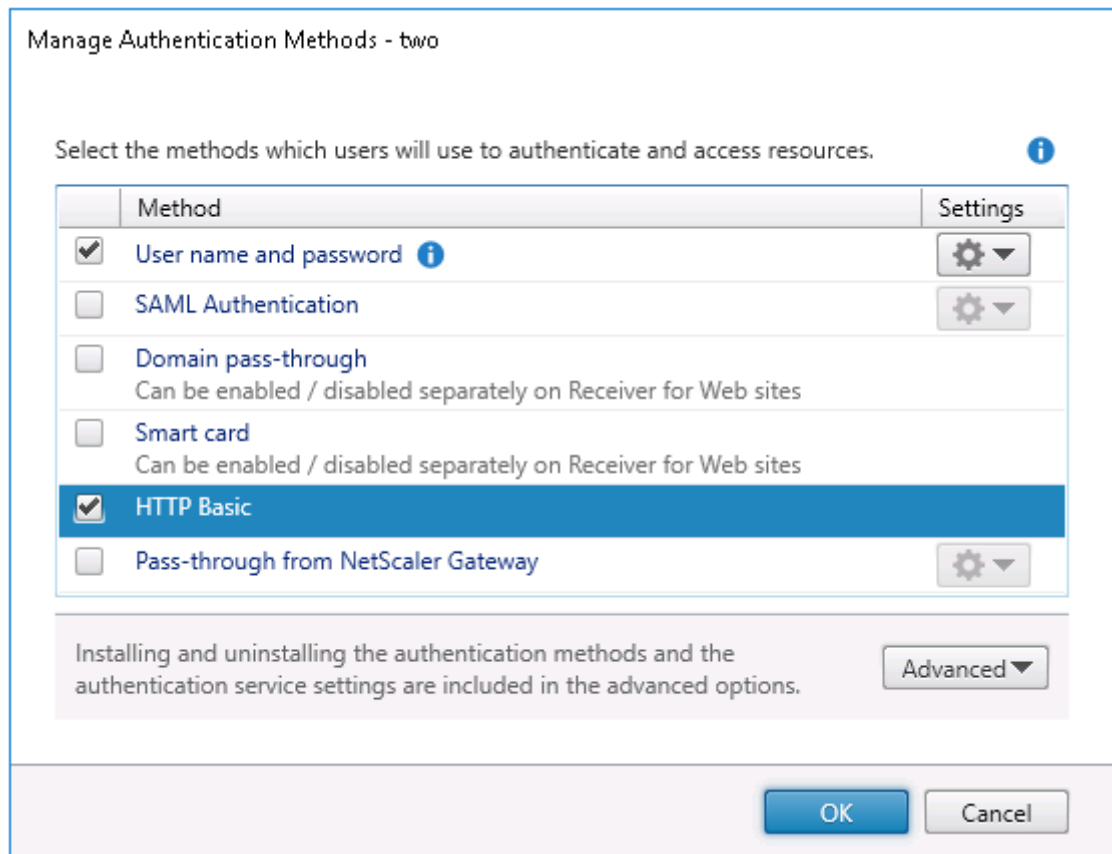 Manage Authentication Methods - two
Select the methods which users will use to authenticate and access resources.
Method Settings
User name and password
SAML Authentication
Domain pass-through
Can be enabled / disabled separately on Receiver for Web sites
Smart card
Can be enabled / disabled separately on Receiver for Web sites
HTTP Basic
Pass-through from NetScaler Gateway
Installing and uninstalling the authentication methods and the
authentication service settings are included in the advanced options.
Advanced
OK Cancel